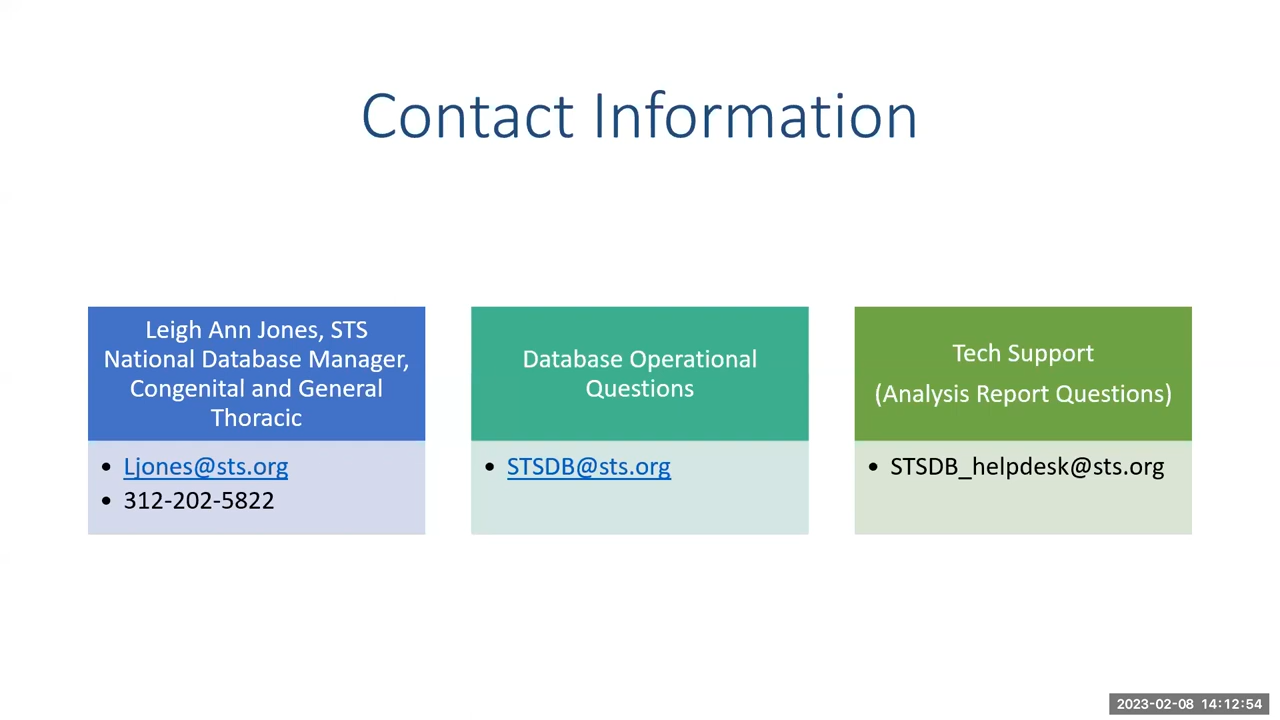 Contact Information
Leigh Ann Jones, STS
National Database Manager,
Congenital and General
Thoracic
• Ljones@sts.org
• 312-202-5822
Database Operational
Questions
• STSDB@sts.org
Tech Support
(Analysis Report Questions)
• STSDB_helpdesk@sts.org
2023-02-08 14:12:54